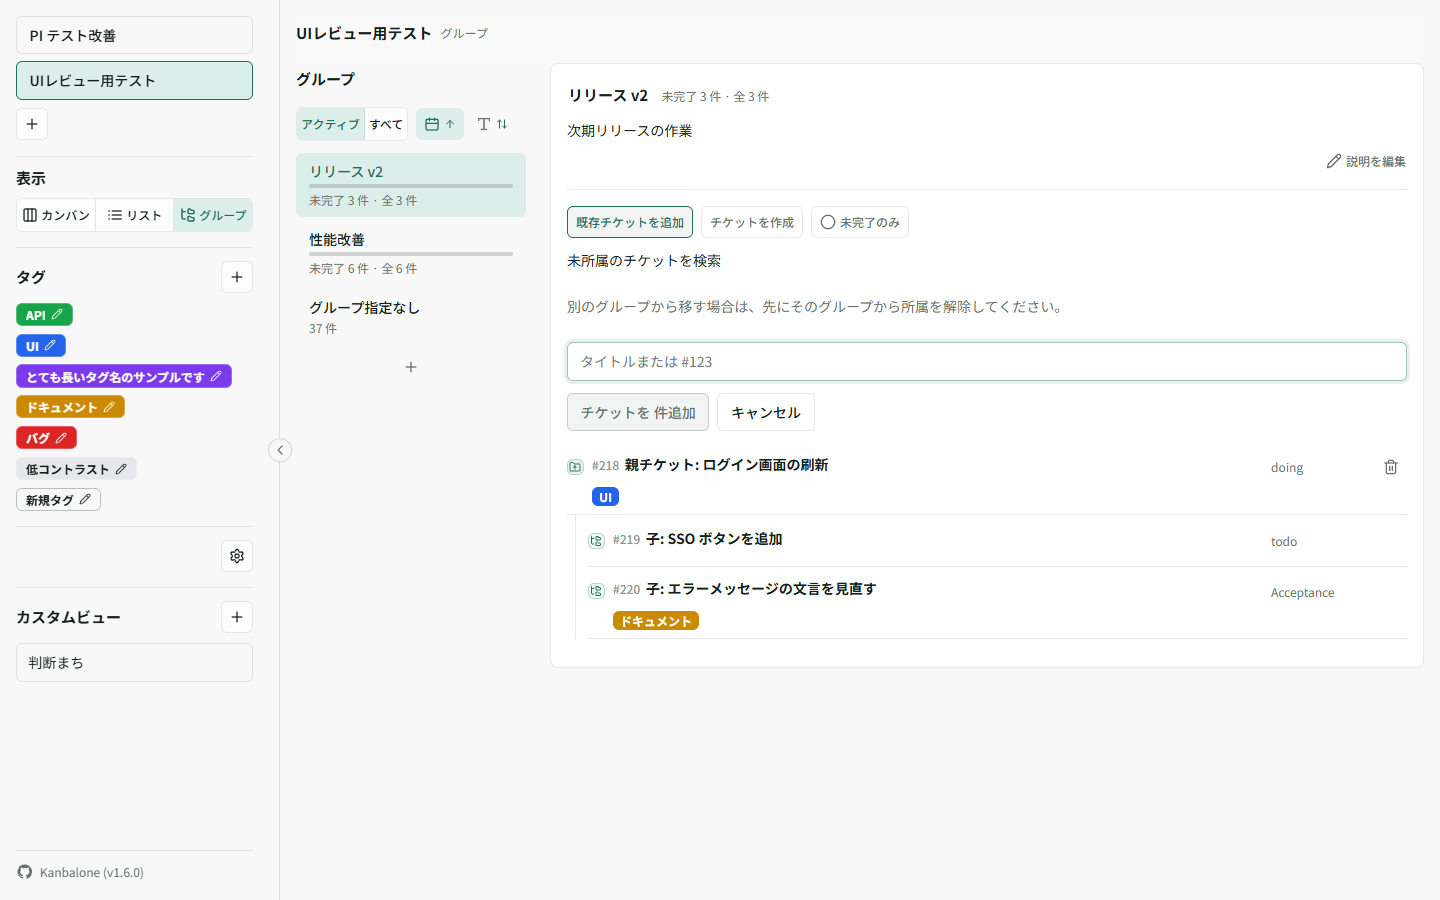 PI テスト改善
UIレビュー用テスト
表示
カンバン
リスト
グループ
タグ
API
UI
とても長いタグ名のサンプルです
ドキュメント
バグ
低コントラスト
新規タグ
カスタムビュー
判断まち
Kanbalone (v1.6.0)
UIレビュー用テスト グループ
グループ
アクティブ
すべて
リリース v2
未完了 3 件 · 全 3 件
性能改善
未完了 6 件 · 全 6 件
グループ指定なし
37 件
リリース v2 未完了 3 件 · 全 3 件
次期リリースの作業
説明を編集
既存チケットを追加
チケットを作成
未完了のみ
未所属のチケットを検索
別のグループから移す場合は、先にそのグループから所属を解除してください。
タイトルまたは #123
チケットを 件追加
キャンセル
#218 親チケット: ログイン画面の刷新
doing
UI
#219 子: SSO ボタンを追加
todo
#220 子: エラーメッセージの文言を見直す
Acceptance
ドキュメント